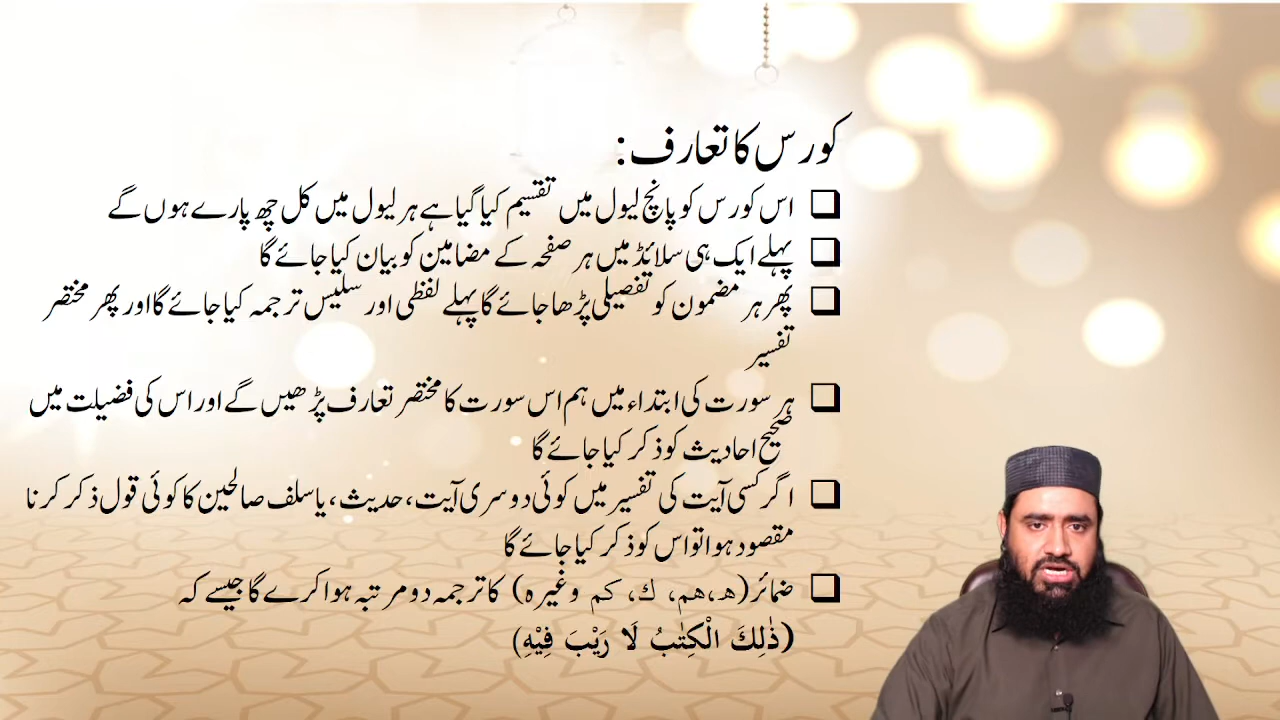 کورس کا تعارف:
اس کورس کو پانچ لیول میں تقسیم کیا گیا ہے ہر لیول میں کل چھ پارے ہوں گے
پہلے ایک ہی سلائڈ میں ہر صفحہ کے مضامین کو بیان کیا جائے گا
پھر ہر مضمون کو تفصیلی پڑھا جائے گا پہلے لفظی اور سلیس ترجمہ کیا جائے گا اور پھر مختصر
تفسیر
ہر سورت کی ابتداء میں ہم اس سورت کا مختصر تعارف پڑھیں گے اور اس کی فضیلت میں
صحیح احادیث کو ذکر کیا جائے گا
اگر کسی آیت کی تفسیر میں کوئی دوسری آیت، حدیث، یا سلف صالحین کا کوئی قول ذکر کرنا
مقصود ہوا تو اس کو ذکر کیا جائے گا
ضمائر (ھ، ھم، ك، كم وغیرہ) کا ترجمہ دو مرتبہ ہوا کرے گا جیسے کہ
(ذٰلِكَ الْكِتٰبُ لَا رَيْبَ فِيْهِ)